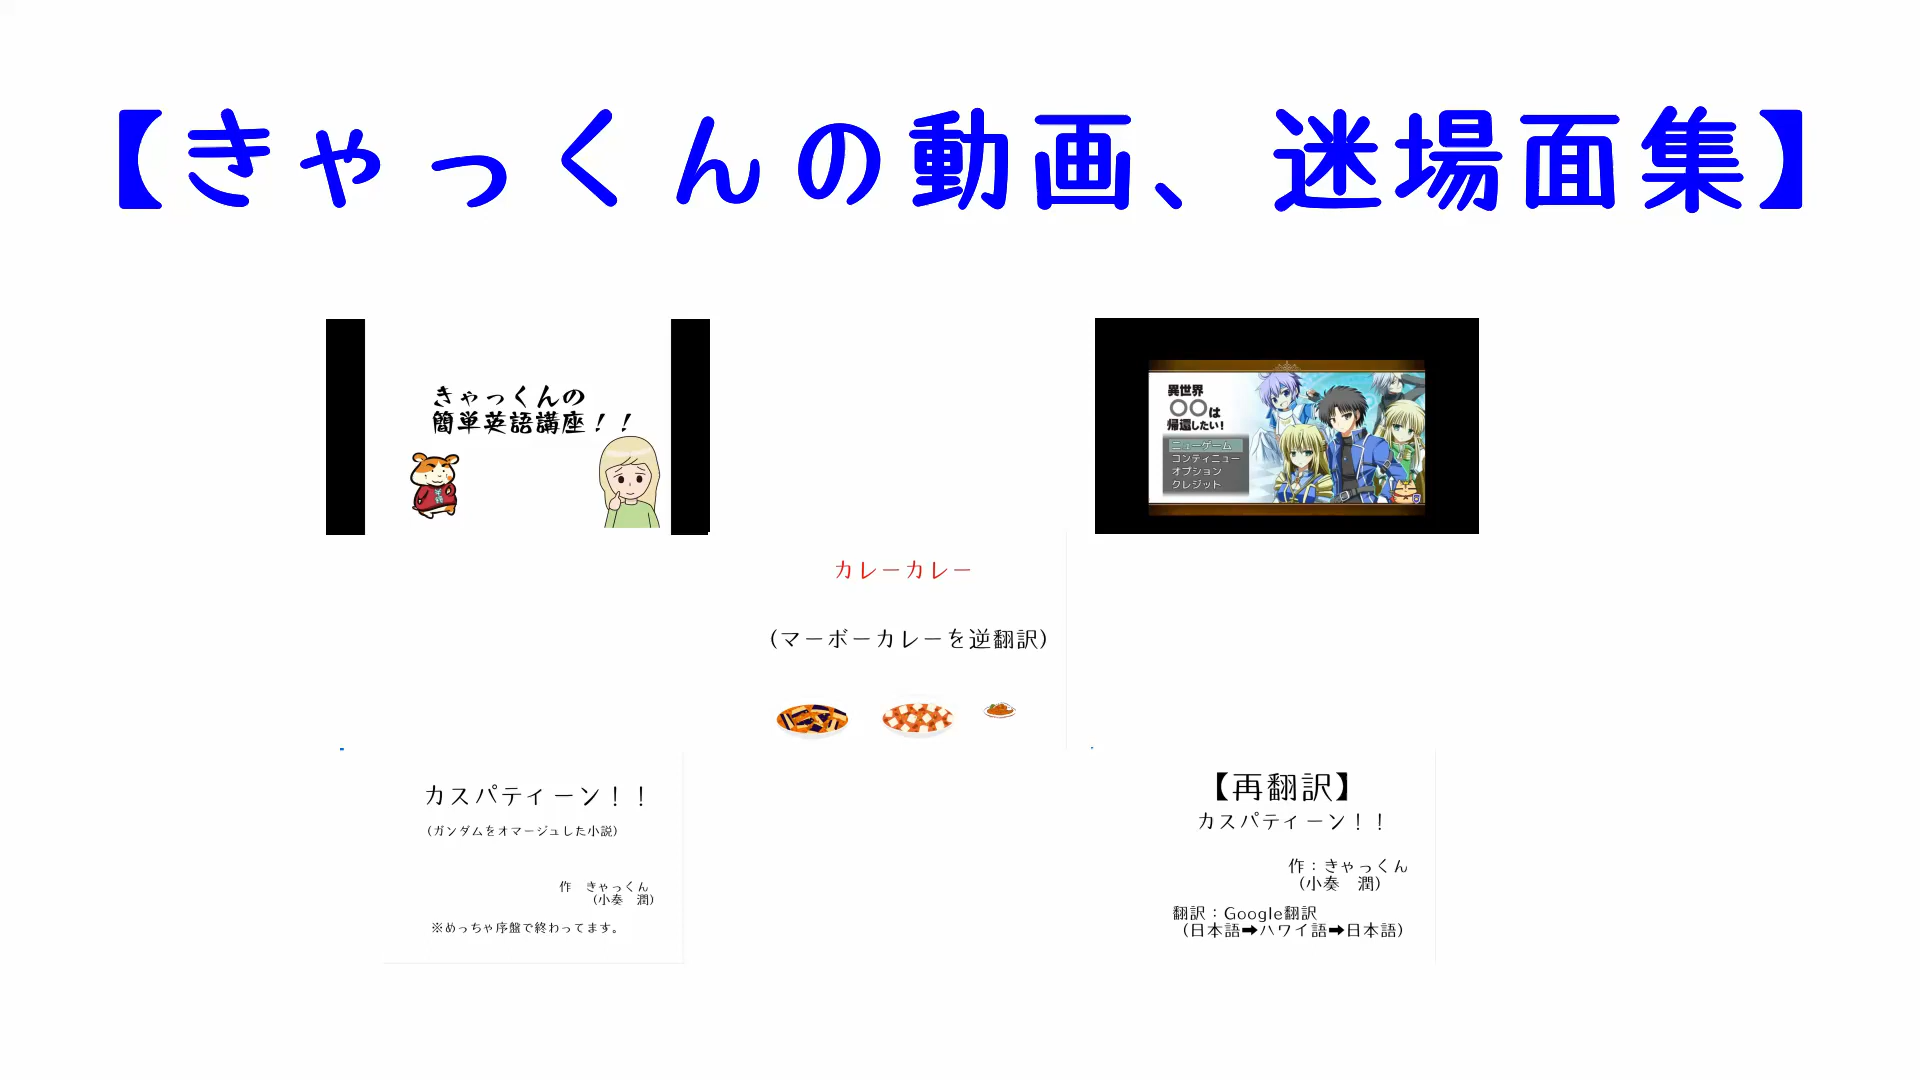 【きゃっくんの動画、迷場面集】
きゃっくんの
簡単英語講座！！
異世界
〇〇は
帰還したい!
ニューゲーム
コンティニュー
オプション
クレジット
カレーカレー
（マーボーカレーを逆翻訳）
カスパティーン！！
（ガンダムをオマージュした小説）
作　きゃっくん
（小奏　潤）
※めっちゃ序盤で終わってます。
【再翻訳】
カスパティーン！！
作：きゃっくん
（小奏　潤）
翻訳：Google翻訳
（日本語➡ハワイ語➡日本語）